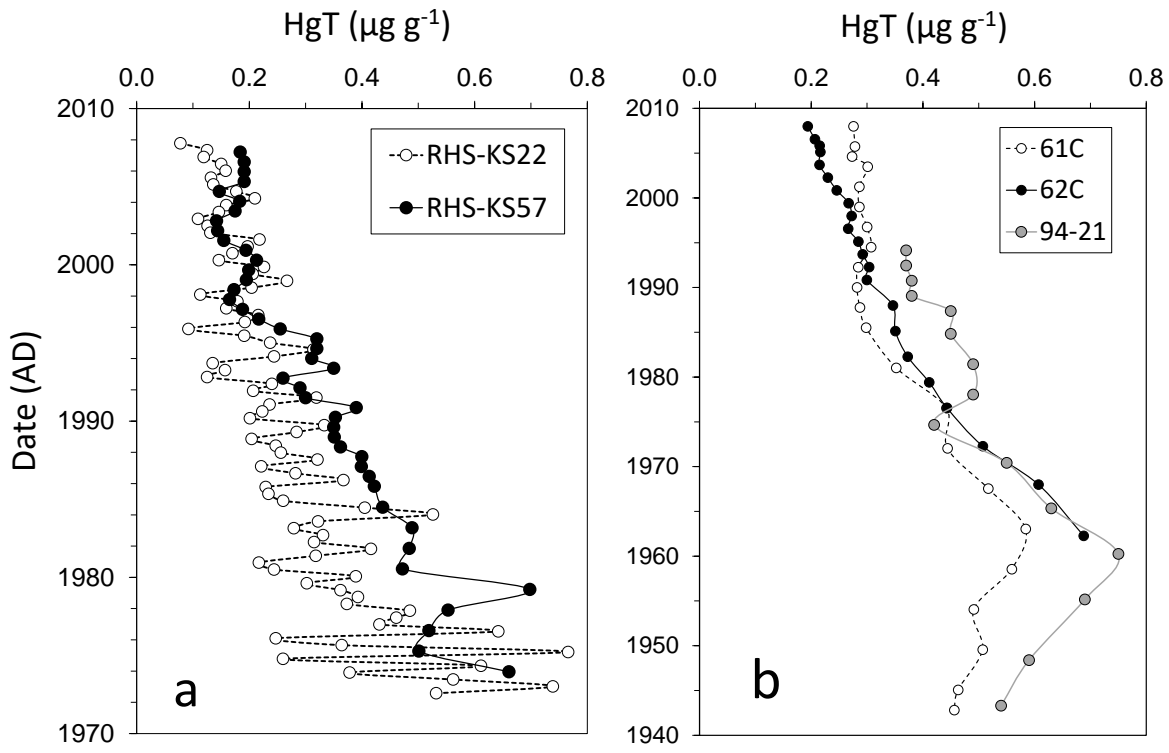 HgT (µg g-1)
0.0 0.2 0.4 0.6 0.8
2010
2000
1990
1980
1970
Date (AD)
RHS-KS22
RHS-KS57
a
HgT (µg g-1)
0.0 0.2 0.4 0.6 0.8
2010
2000
1990
1980
1970
1960
1950
1940
61C
62C
94-21
b